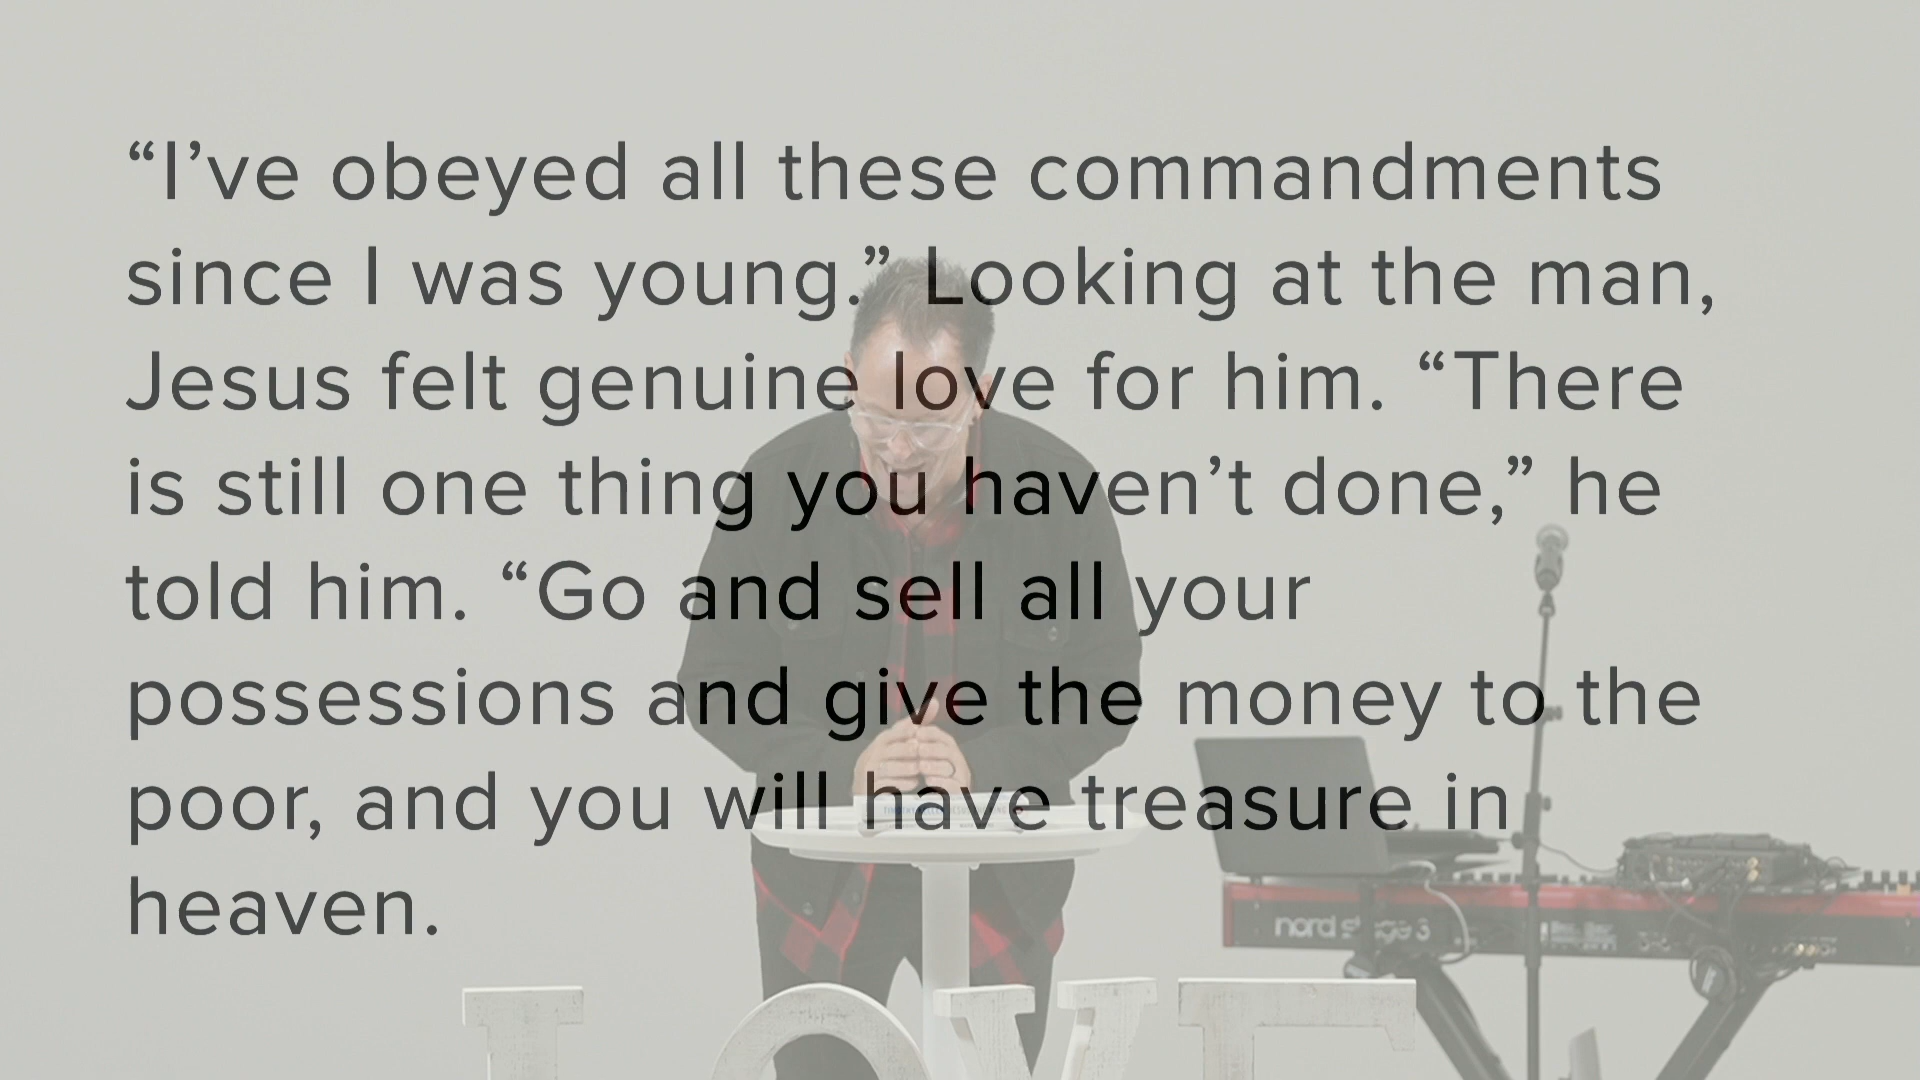 “I’ve obeyed all these commandments
since I was young.” Looking at the man,
Jesus felt genuine love for him. “There
is still one thing you haven’t done,” he
told him. “Go and sell all your
possessions and give the money to the
poor, and you will have treasure in
heaven.
nord stage 3
LOVE